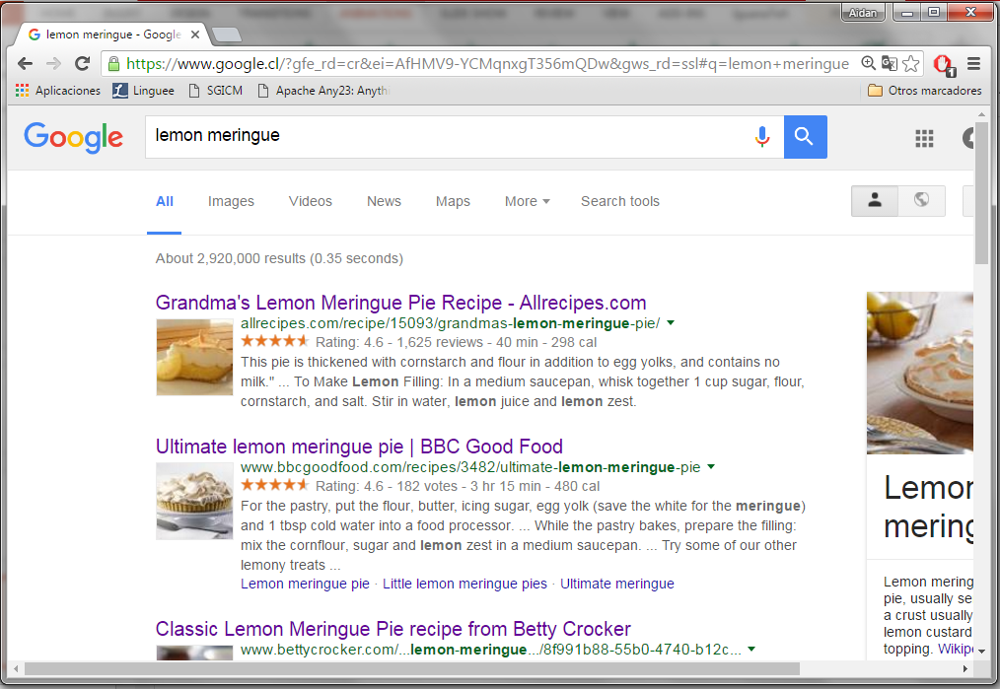 Aidan
lemon meringue - Google
https://www.google.cl/?gfe_rd=cr&ei=AfHMV9-YCMqnxgT356mQDw&gws_rd=ssl#q=lemon+meringue
1
Aplicaciones
Linguee
SGICM
Apache Any23: Anyth
Otros marcadores
Google
lemon meringue
All
Images
Videos
News
Maps
More
Search tools
About 2,920,000 results (0.35 seconds)
Grandma's Lemon Meringue Pie Recipe - Allrecipes.com
allrecipes.com/recipe/15093/grandmas-lemon-meringue-pie/
Rating: 4.6 - 1,625 reviews - 40 min - 298 cal
This pie is thickened with cornstarch and flour in addition to egg yolks, and contains no
milk." ... To Make Lemon Filling: In a medium saucepan, whisk together 1 cup sugar, flour,
cornstarch, and salt. Stir in water, lemon juice and lemon zest.
Ultimate lemon meringue pie | BBC Good Food
www.bbcgoodfood.com/recipes/3482/ultimate-lemon-meringue-pie
Rating: 4.6 - 182 votes - 3 hr 15 min - 480 cal
For the pastry, put the flour, butter, icing sugar, egg yolk (save the white for the meringue)
and 1 tbsp cold water into a food processor. ... While the pastry bakes, prepare the filling:
mix the cornflour, sugar and lemon zest in a medium saucepan. ... Try some of our other
lemony treats ...
Lemon meringue pie · Little lemon meringue pies · Ultimate meringue
Classic Lemon Meringue Pie recipe from Betty Crocker
www.bettycrocker.com/...lemon-meringue.../8f991b88-55b0-4740-b12c...
Lemon
mering
Lemon mering
pie, usually se
a crust usually
lemon custard
topping. Wikip